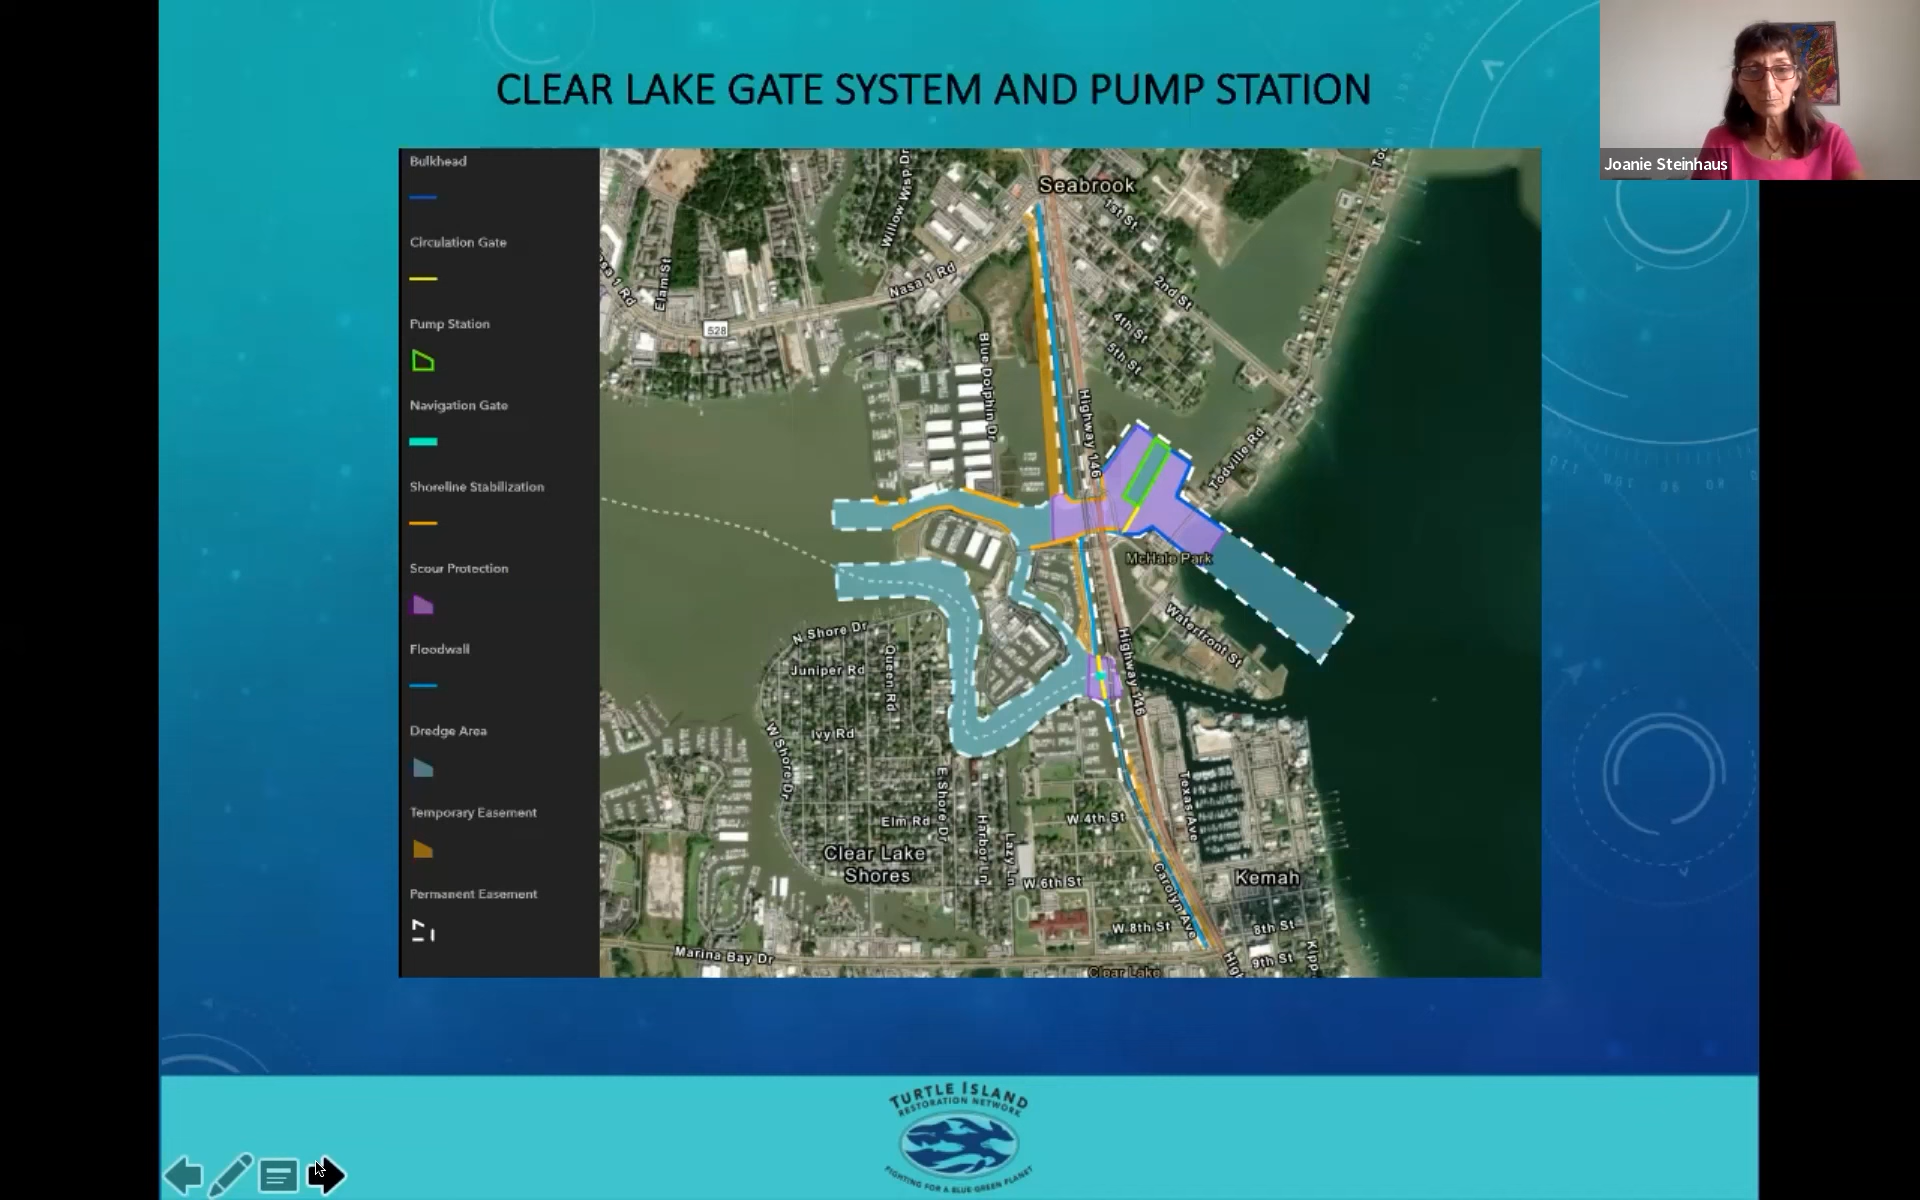 CLEAR LAKE GATE SYSTEM AND PUMP STATION
Joanie Steinhaus
Bulkhead
Circulation Gate
Pump Station
Navigation Gate
Shoreline Stabilization
Scour Protection
Floodwall
Dredge Area
Temporary Easement
Permanent Easement
Seabrook
Willow Wisp Dr
1st St
Nasa 1 Rd
Elam St
Nasa 1 Rd
528
2nd St
4th St
5th St
Blue Dolphin Dr
Highway 146
Todville Rd
McHale Park
Waterfront St
N Shore Dr
Juniper Rd
Queen Rd
Highway 146
Ivy Rd
W Shore Dr
E Shore Dr
Texas Ave
Elm Rd
W 4th St
Harbor Ln
Lazy Ln
Clear Lake
Shores
W 6th St
Carolyn Ave
Kemah
W 8th St
8th St
9th St
Marina Bay Dr
Clear Lake
TURTLE ISLAND
RESTORATION NETWORK
FIGHTING FOR A BLUE-GREEN PLANET